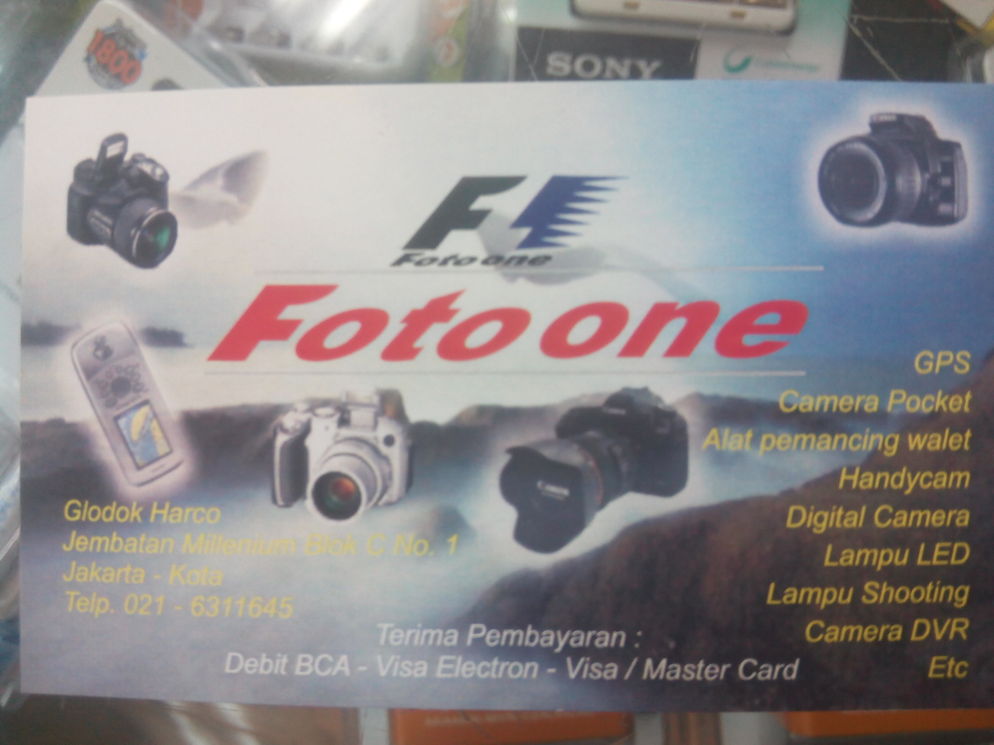 1800
SONY
F1
Foto one
Foto one
GPS
Camera Pocket
Alat pemancing walet
Handycam
Digital Camera
Lampu LED
Lampu Shooting
Camera DVR
Etc
Glodok Harco
Jembatan Millenium Blok C No. 1
Jakarta - Kota
Telp. 021 - 6311645
Terima Pembayaran :
Debit BCA - Visa Electron - Visa / Master Card